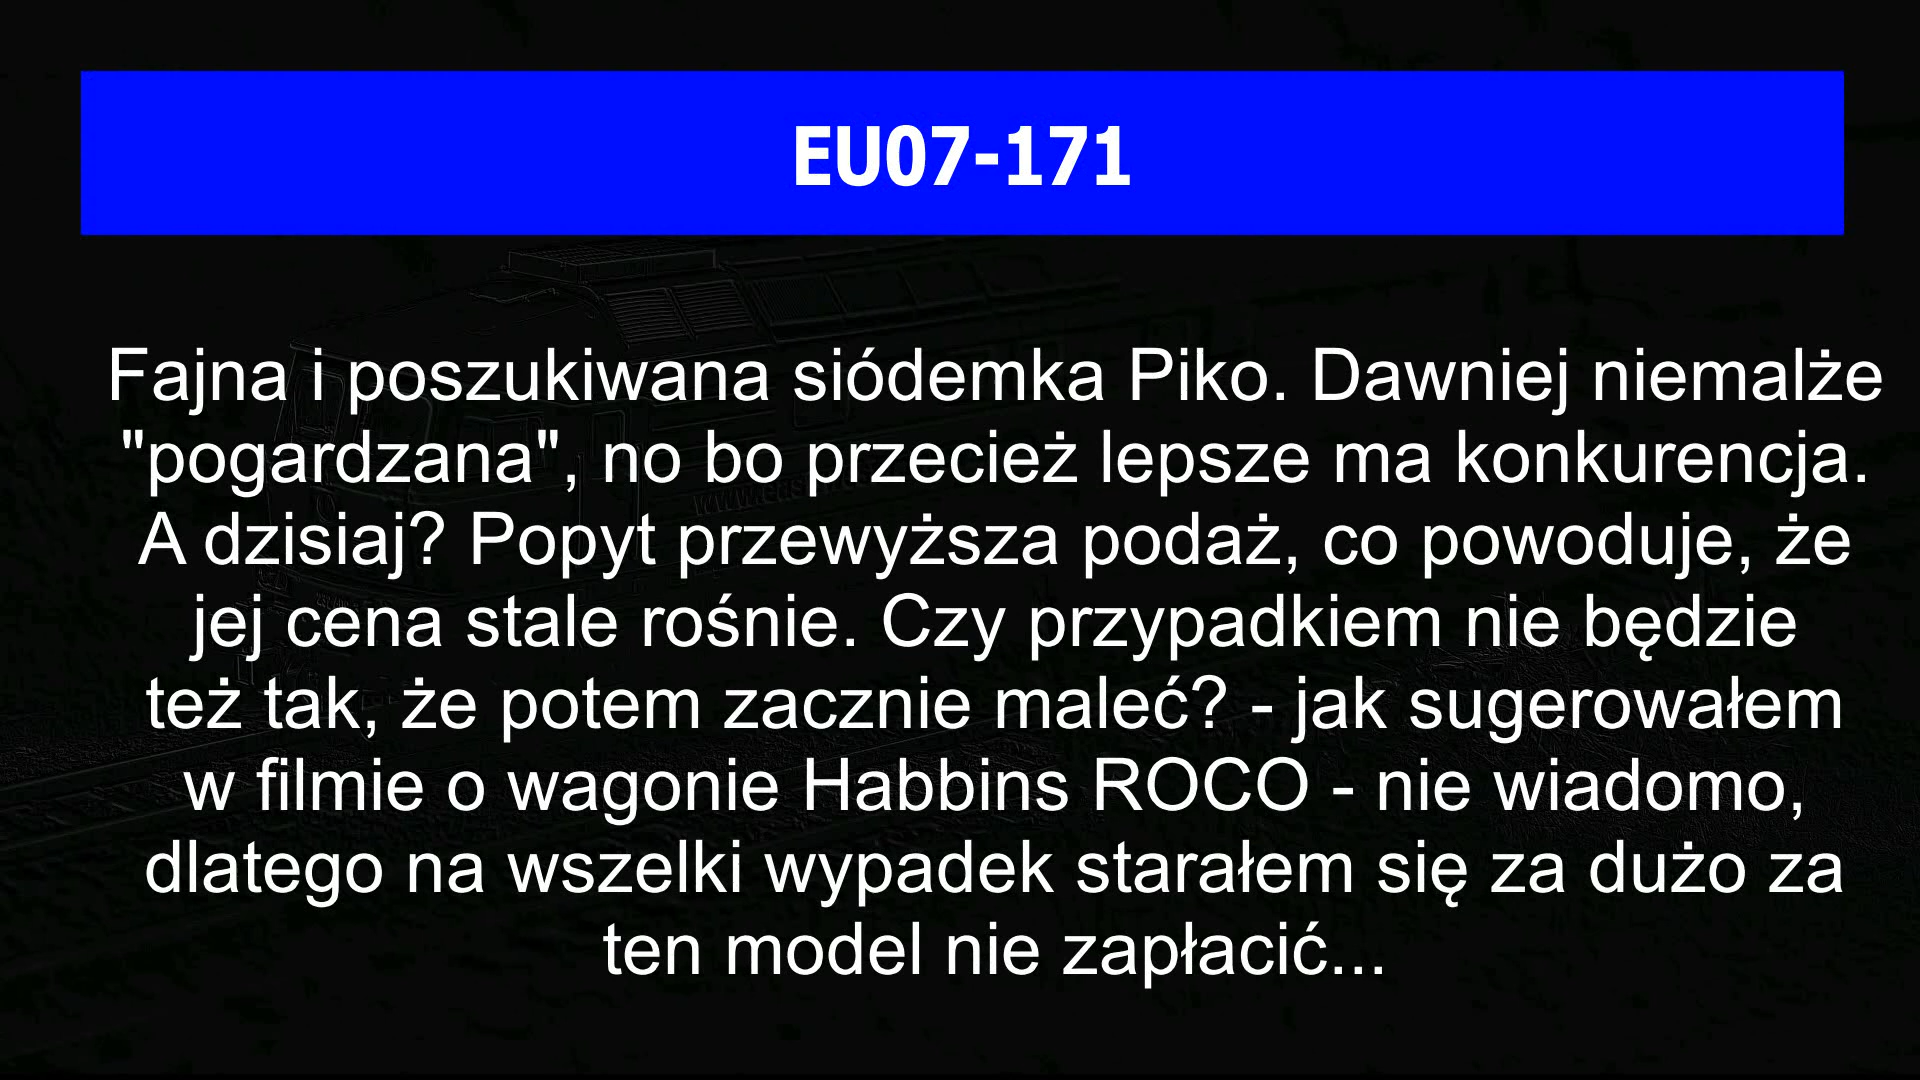 EU07-171
Fajna i poszukiwana siódemka Piko. Dawniej niemalże
"pogardzana", no bo przecież lepsze ma konkurencja.
A dzisiaj? Popyt przewyższa podaż, co powoduje, że
jej cena stale rośnie. Czy przypadkiem nie będzie
też tak, że potem zacznie maleć? - jak sugerowałem
w filmie o wagonie Habbins ROCO - nie wiadomo,
dlatego na wszelki wypadek starałem się za dużo za
ten model nie zapłacić...